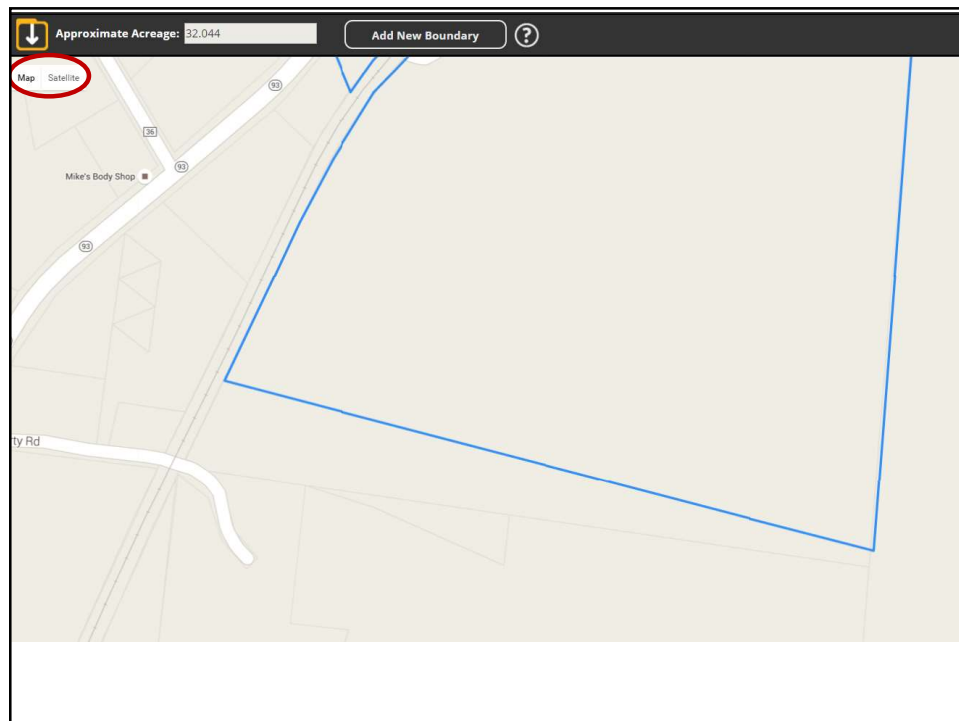 Approximate Acreage: 32.044
Add New Boundary
?
Map Satellite
93
36
93
Mike's Body Shop
93
ty Rd